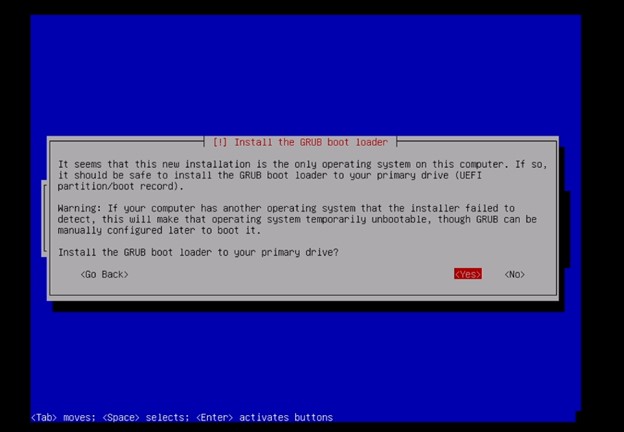 [!] Install the GRUB boot loader
It seems that this new installation is the only operating system on this computer. If so,
it should be safe to install the GRUB boot loader to your primary drive (UEFI
partition/boot record).
Warning: If your computer has another operating system that the installer failed to
detect, this will make that operating system temporarily unbootable, though GRUB can be
manually configured later to boot it.
Install the GRUB boot loader to your primary drive?
<Go Back> <Yes> <No>
<Tab> moves; <Space> selects; <Enter> activates buttons